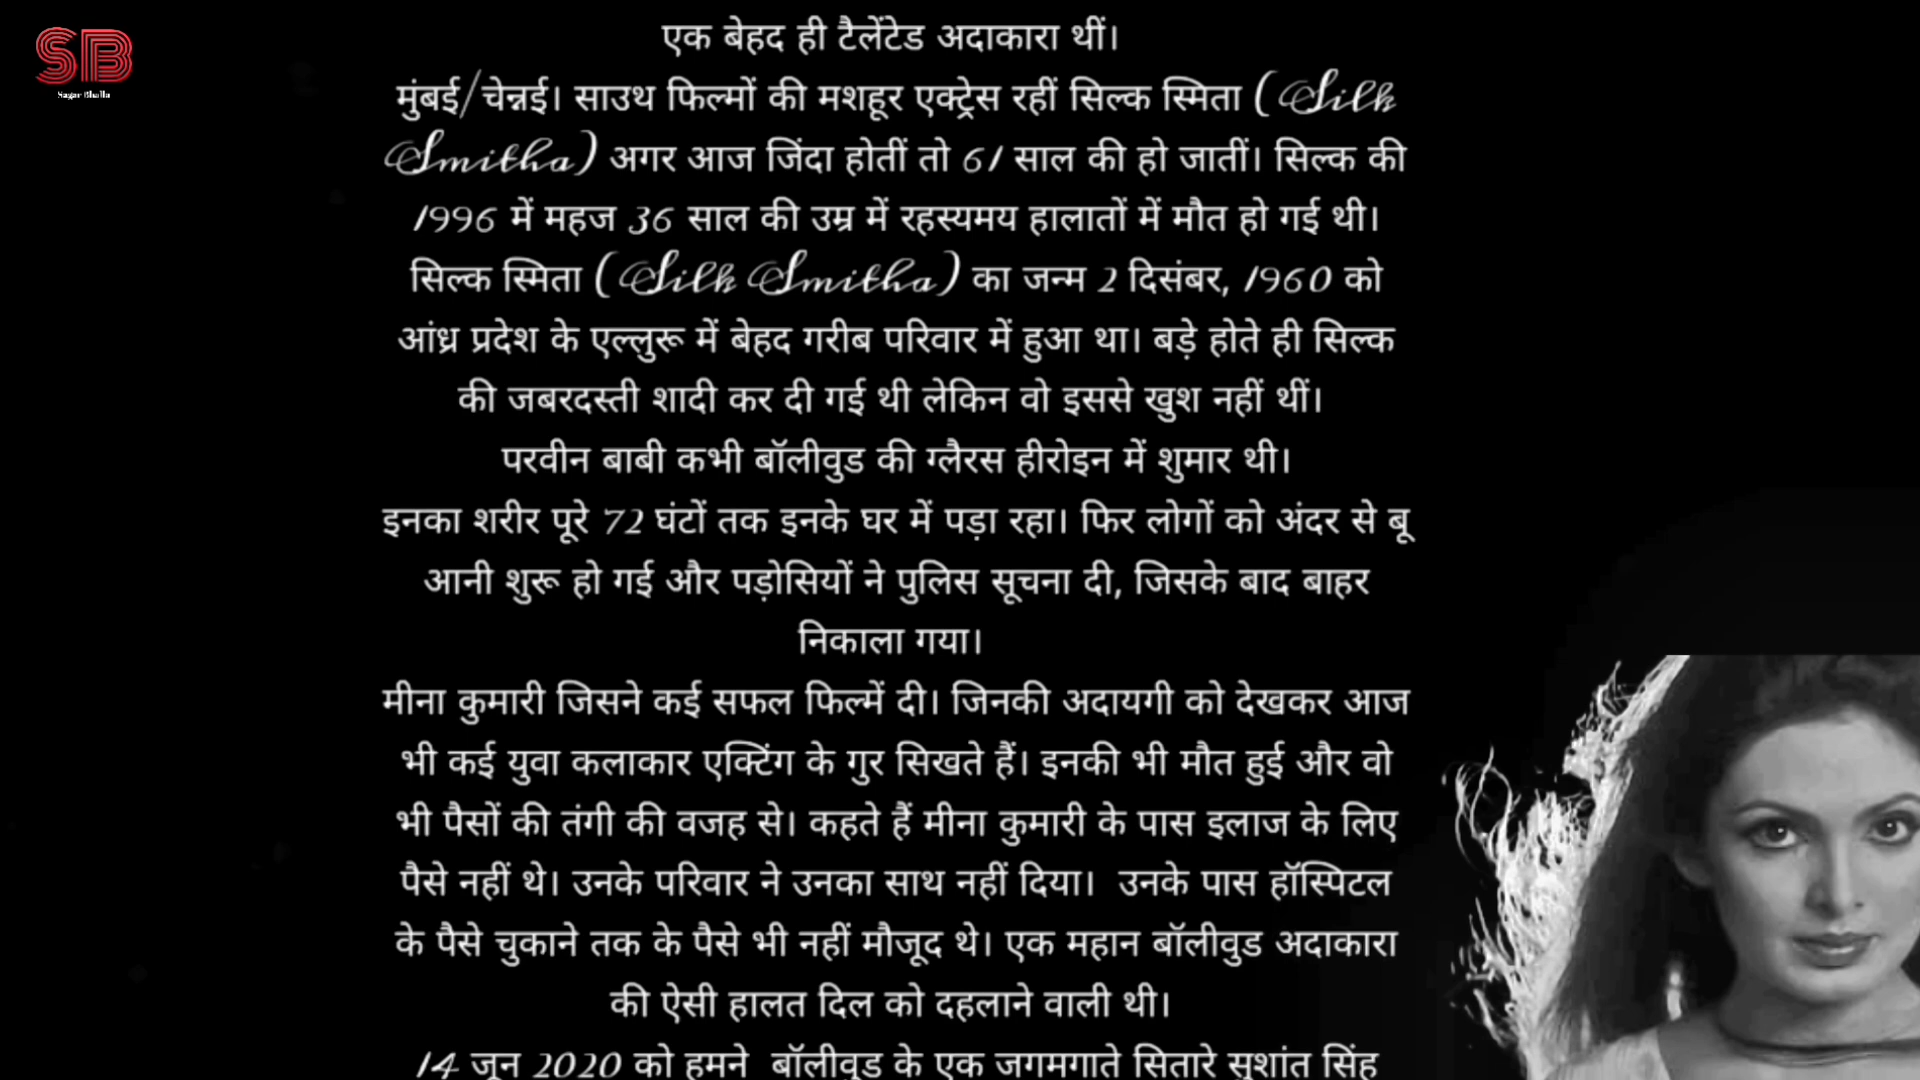 SB
Sagar Bhalla
एक बेहद ही टैलेंटेड अदाकारा थीं।
मुंबई/चेन्नई। साउथ फिल्मों की मशहूर एक्ट्रेस रहीं सिल्क स्मिता (Silk
Smitha) अगर आज जिंदा होतीं तो 61 साल की हो जातीं। सिल्क की
1996 में महज 36 साल की उम्र में रहस्यमय हालातों में मौत हो गई थी।
सिल्क स्मिता (Silk Smitha) का जन्म 2 दिसंबर, 1960 को
आंध्र प्रदेश के एल्लुरू में बेहद गरीब परिवार में हुआ था। बड़े होते ही सिल्क
की जबरदस्ती शादी कर दी गई थी लेकिन वो इससे खुश नहीं थीं।
परवीन बाबी कभी बॉलीवुड की ग्लैरस हीरोइन में शुमार थी।
इनका शरीर पूरे 72 घंटों तक इनके घर में पड़ा रहा। फिर लोगों को अंदर से बू
आनी शुरू हो गई और पड़ोसियों ने पुलिस सूचना दी, जिसके बाद बाहर
निकाला गया।
मीना कुमारी जिसने कई सफल फिल्में दी। जिनकी अदायगी को देखकर आज
भी कई युवा कलाकार एक्टिंग के गुर सिखते हैं। इनकी भी मौत हुई और वो
भी पैसों की तंगी की वजह से। कहते हैं मीना कुमारी के पास इलाज के लिए
पैसे नहीं थे। उनके परिवार ने उनका साथ नहीं दिया। उनके पास हॉस्पिटल
के पैसे चुकाने तक के पैसे भी नहीं मौजूद थे। एक महान बॉलीवुड अदाकारा
की ऐसी हालत दिल को दहलाने वाली थी।
14 जून 2020 को हमने बॉलीवुड के एक जगमगाते सितारे सुशांत सिंह